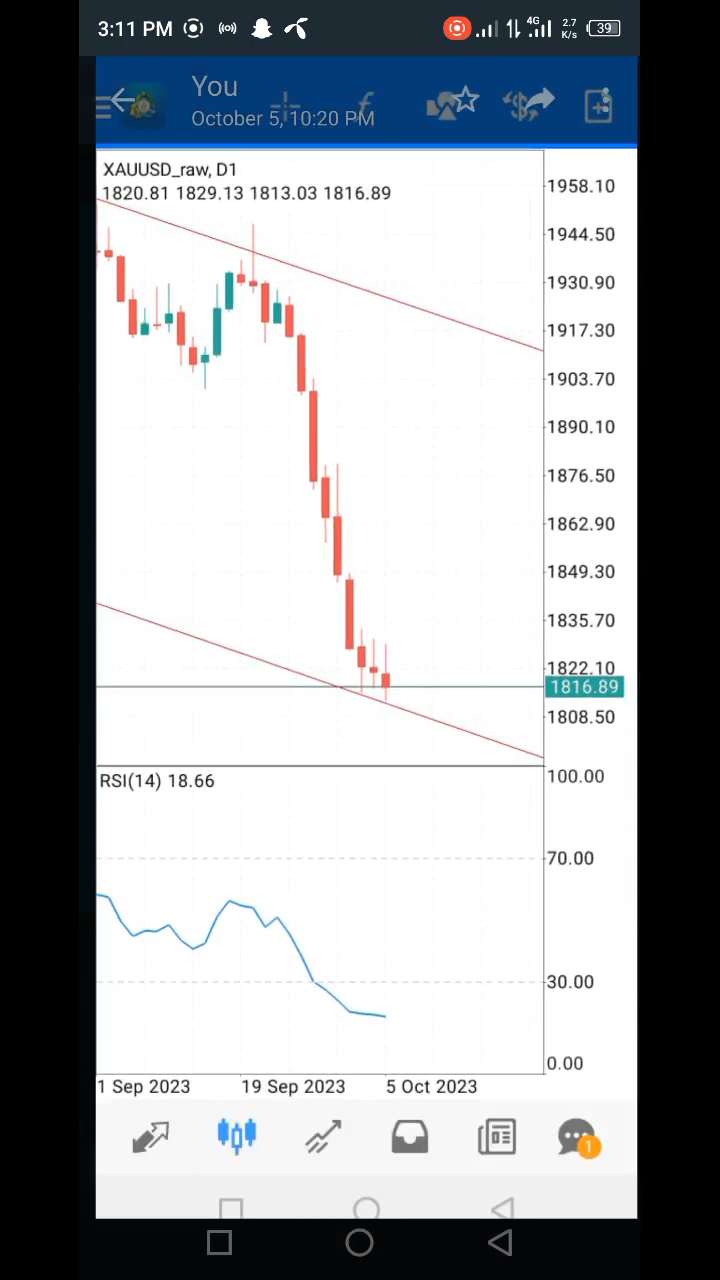 3:11 PM
4G
2.7
K/s
39
You
October 5, 10:20 PM
XAUUSD_raw, D1
1820.81 1829.13 1813.03 1816.89
1958.10
1944.50
1930.90
1917.30
1903.70
1890.10
1876.50
1862.90
1849.30
1835.70
1822.10
1816.89
1808.50
RSI(14) 18.66
100.00
70.00
30.00
0.00
1 Sep 2023
19 Sep 2023
5 Oct 2023
1